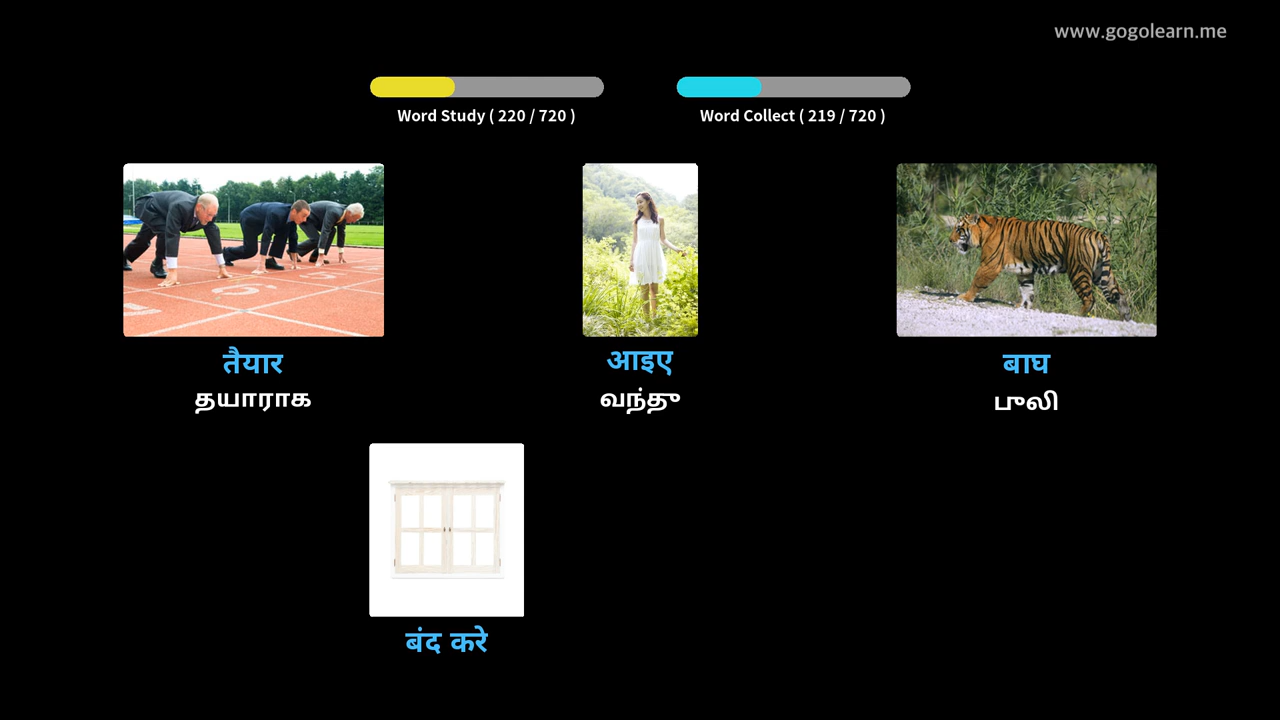 www.gogolearn.me
Word Study ( 220 / 720 )
Word Collect ( 219 / 720 )
तैयार
தயாராக
आइए
வந்து
बाघ
புலி
बंद करे